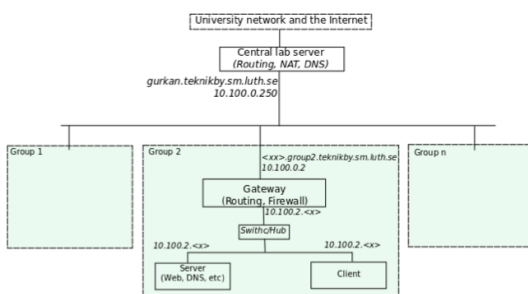 University network and the Internet
Central lab server
(Routing, NAT, DNS)
gurkan.teknikby.sm.luth.se
10.100.0.250
Group 1
Group 2
Group n
<xx>.group2.teknikby.sm.luth.se
10.100.0.2
Gateway
(Routing, Firewall)
10.100.2.<x>
Swithc/Hub
10.100.2.<x>
10.100.2.<x>
Server
(Web, DNS, etc)
Client